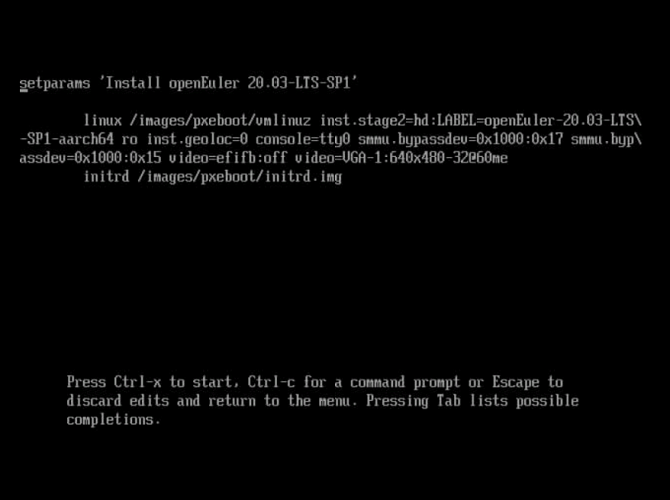 setparams 'Install openEuler 20.03-LTS-SP1'
linux /images/pxeboot/vmlinuz inst.stage2=hd:LABEL=openEuler-20.03-LTS\
-SP1-aarch64 ro inst.geoloc=0 console=tty0 smmu.bypassdev=0x1000:0x17 smmu.byp\
assdev=0x1000:0x15 video=efifb:off video=VGA-1:640x480-32@60me
initrd /images/pxeboot/initrd.img
Press Ctrl-x to start, Ctrl-c for a command prompt or Escape to
discard edits and return to the menu. Pressing Tab lists possible
completions.